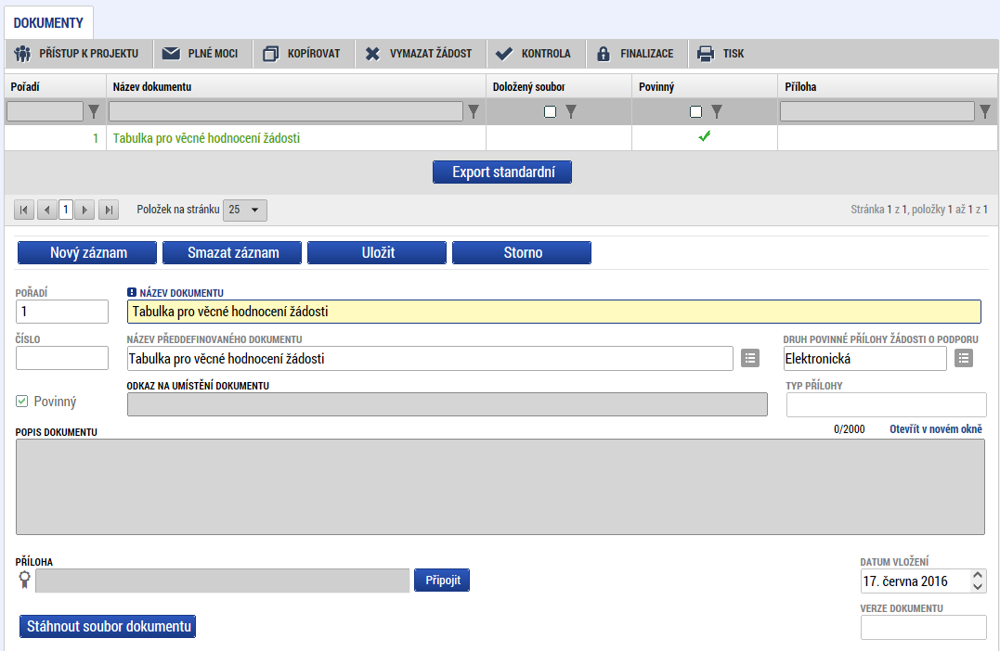 DOKUMENTY
PŘÍSTUP K PROJEKTU PLNÉ MOCI KOPÍROVAT VYMAZAT ŽÁDOST KONTROLA FINALIZACE TISK
Pořadí Název dokumentu Doložený soubor Povinný Příloha
1 Tabulka pro věcné hodnocení žádosti
Export standardní
1 Položek na stránku 25 Stránka 1 z 1, položky 1 až 1 z 1
Nový záznam Smazat záznam Uložit Storno
POŘADÍ NÁZEV DOKUMENTU
1 Tabulka pro věcné hodnocení žádosti
ČÍSLO NÁZEV PŘEDDEFINOVANÉHO DOKUMENTU DRUH POVINNÉ PŘÍLOHY ŽÁDOSTI O PODPORU
Tabulka pro věcné hodnocení žádosti Elektronická
ODKAZ NA UMÍSTĚNÍ DOKUMENTU TYP PŘÍLOHY
Povinný
POPIS DOKUMENTU 0/2000 Otevřít v novém okně
PŘÍLOHA DATUM VLOŽENÍ
Připojit 17. června 2016
VERZE DOKUMENTU
Stáhnout soubor dokumentu